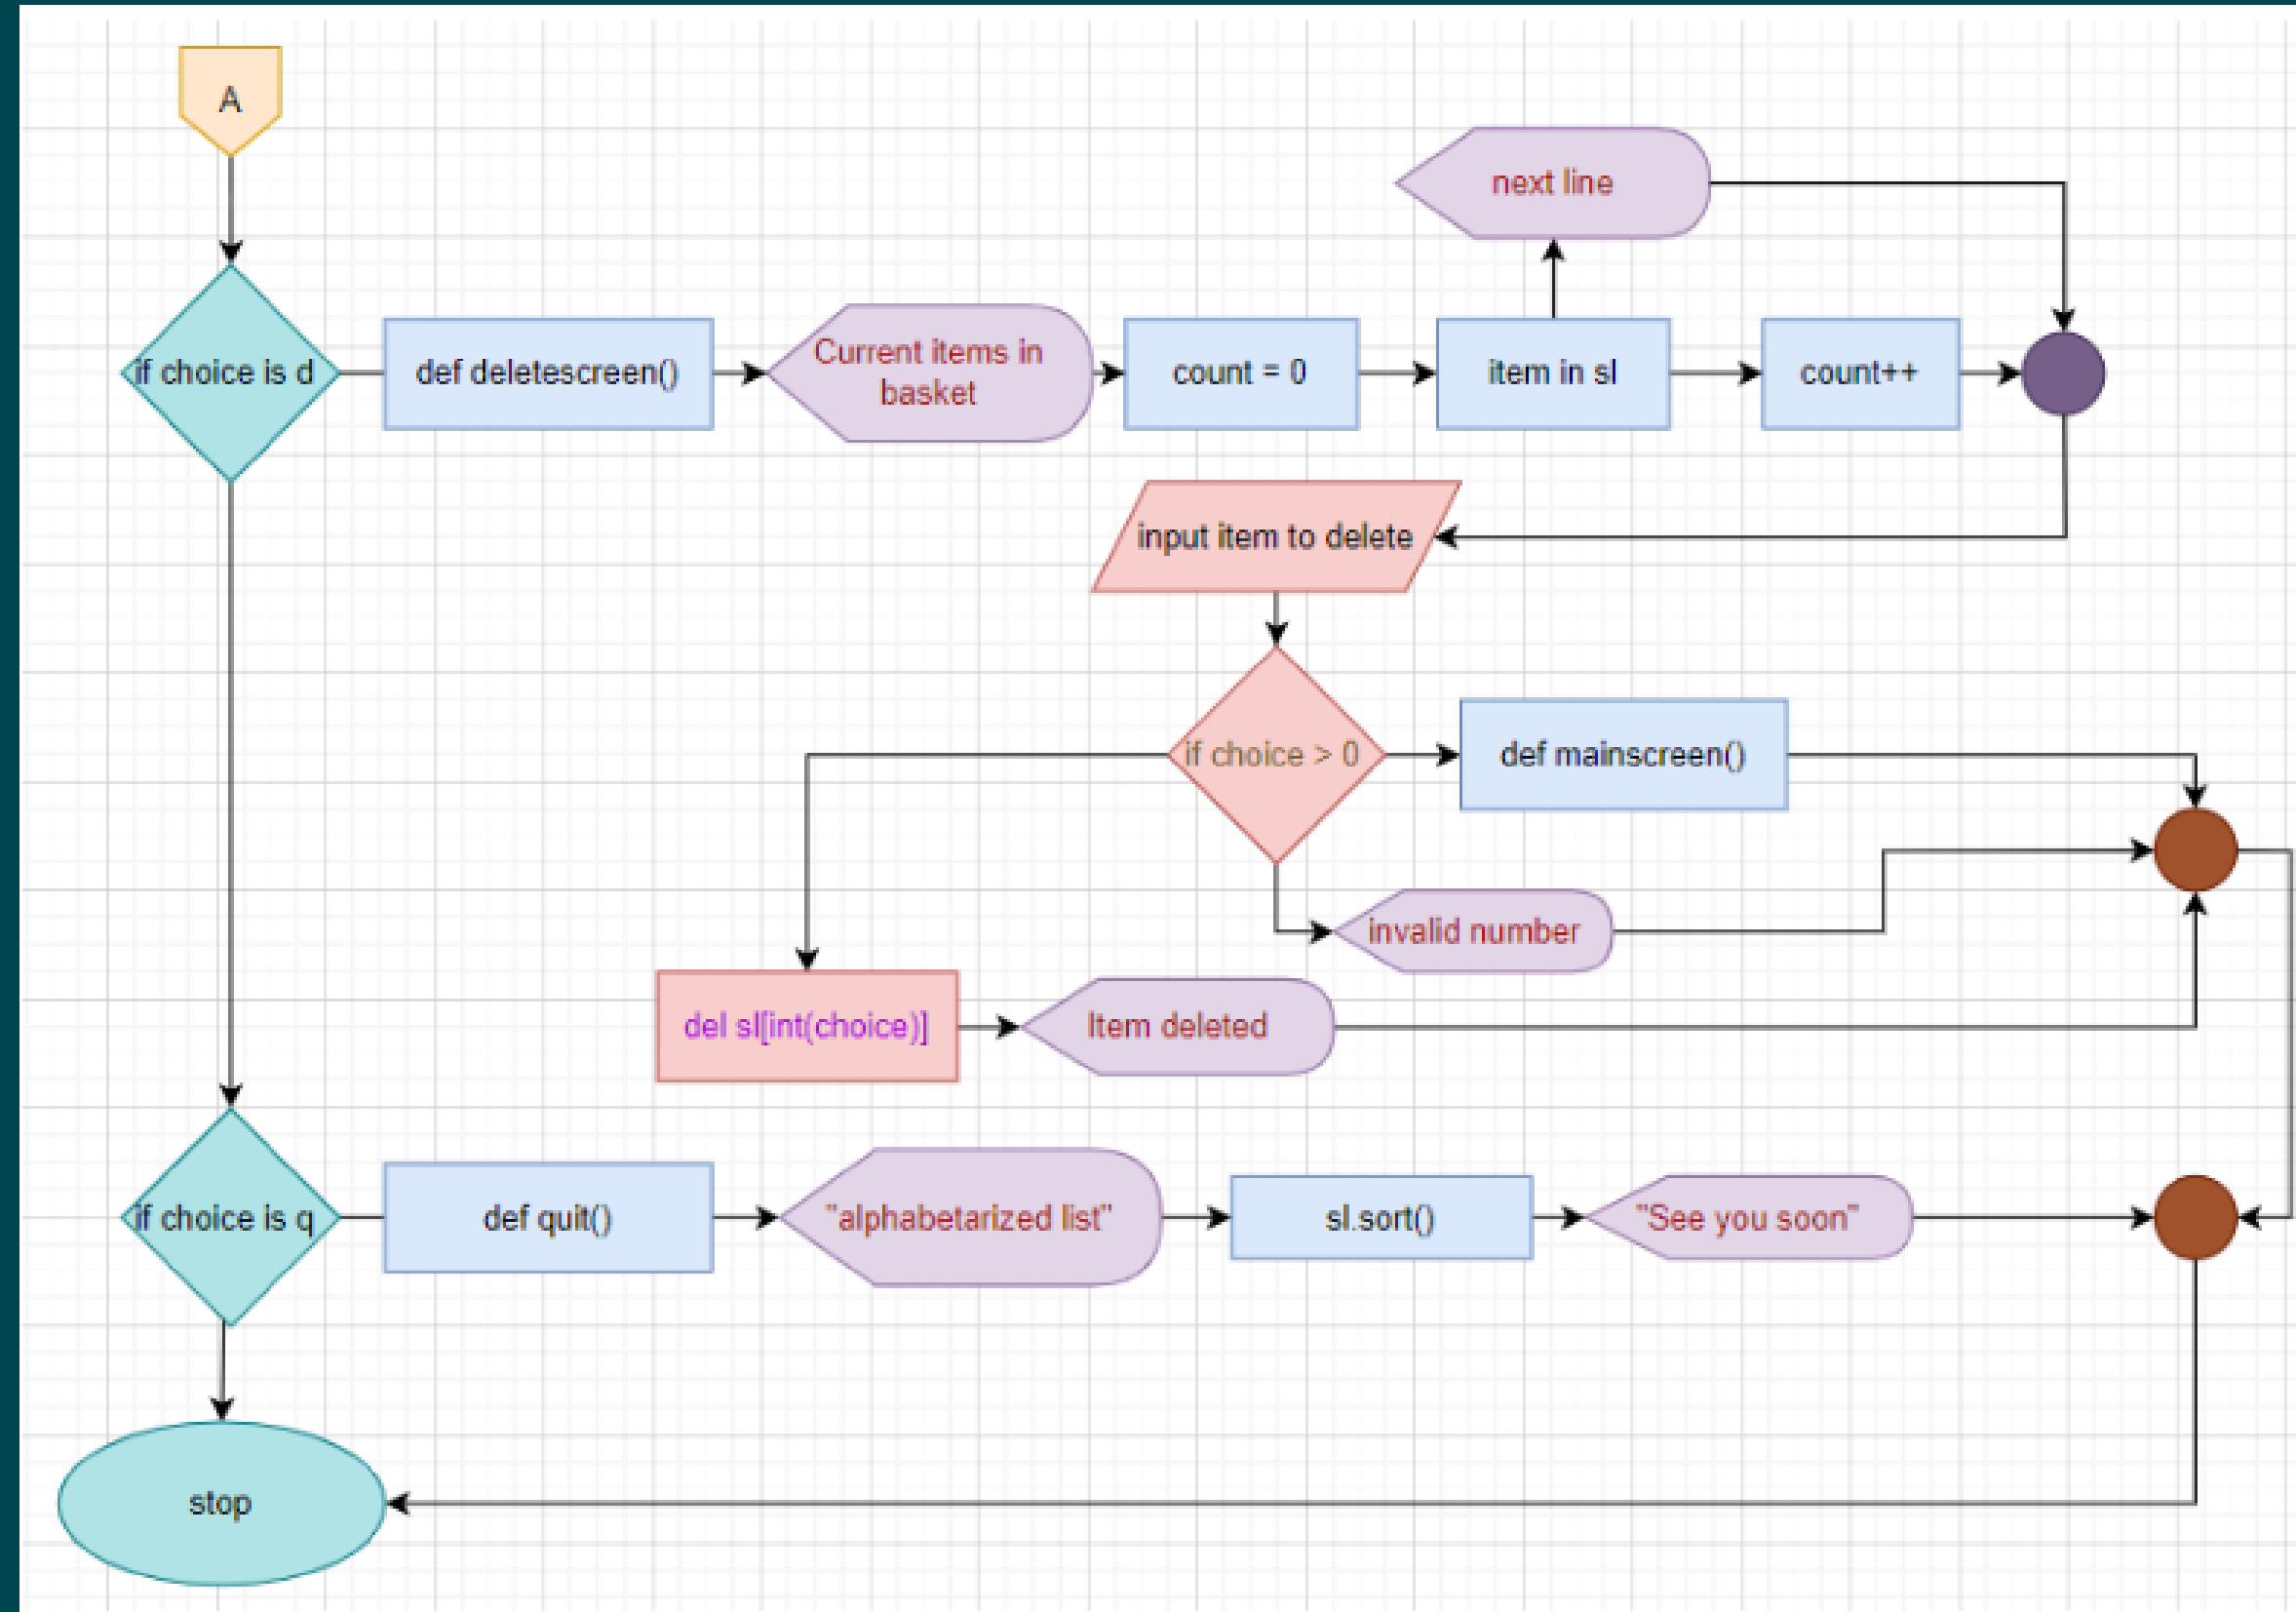 A
next line
if choice is d
def deletescreen()
Current items in
basket
count = 0
item in sl
count++
input item to delete
if choice > 0
def mainscreen()
invalid number
del sl[int(choice)]
Item deleted
if choice is q
def quit()
"alphabetarized list"
sl.sort()
"See you soon"
stop